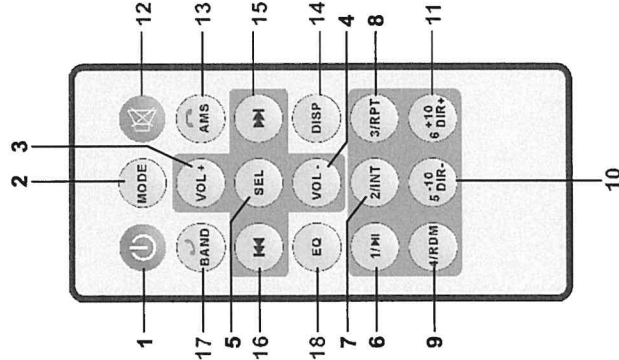 2
3
1
MODE
12
17
BAND
VOL +
AMS
13
5
16
SEL
15
18
EQ
VOL -
DISP
14
4
7
6
1/
2/INT
3/RPT
8
9
4/RDM
5 -10
DIR-
6 +10
DIR+
11
10